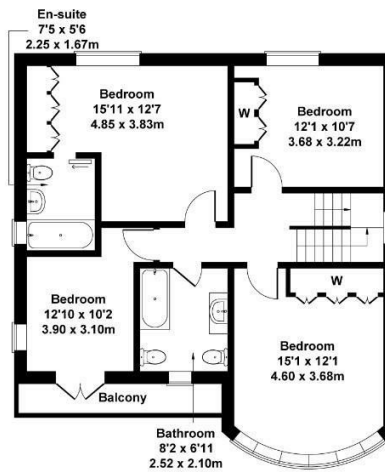 En-suite
7'5 x 5'6
2.25 x 1.67m
Bedroom
15'11 x 12'7
4.85 x 3.83m
W
Bedroom
12'1 x 10'7
3.68 x 3.22m
Bedroom
12'10 x 10'2
3.90 x 3.10m
W
Bedroom
15'1 x 12'1
4.60 x 3.68m
Balcony
Bathroom
8'2 x 6'11
2.52 x 2.10m